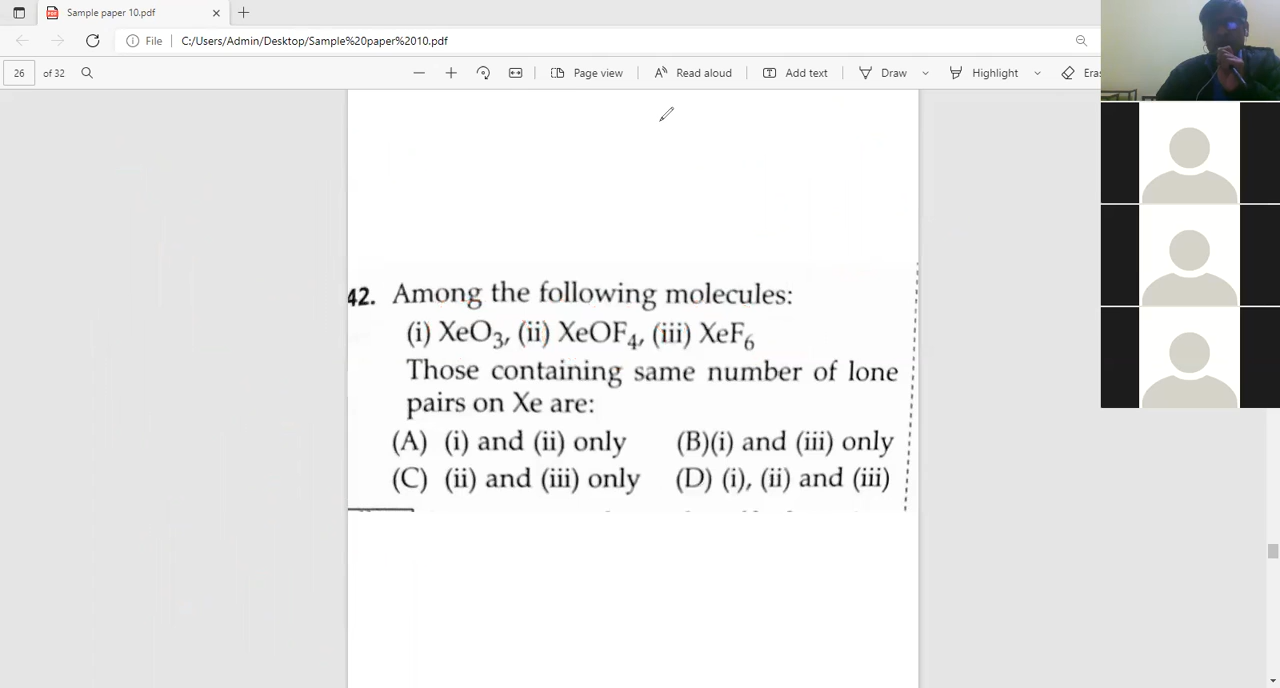 Sample paper 10.pdf
File C:/Users/Admin/Desktop/Sample%20paper%2010.pdf
26 of 32 Page view Read aloud Add text Draw Highlight Eras
42. Among the following molecules:
(i) XeO₃, (ii) XeOF₄, (iii) XeF₆
Those containing same number of lone
pairs on Xe are:
(A) (i) and (ii) only (B)(i) and (iii) only
(C) (ii) and (iii) only (D) (i), (ii) and (iii)